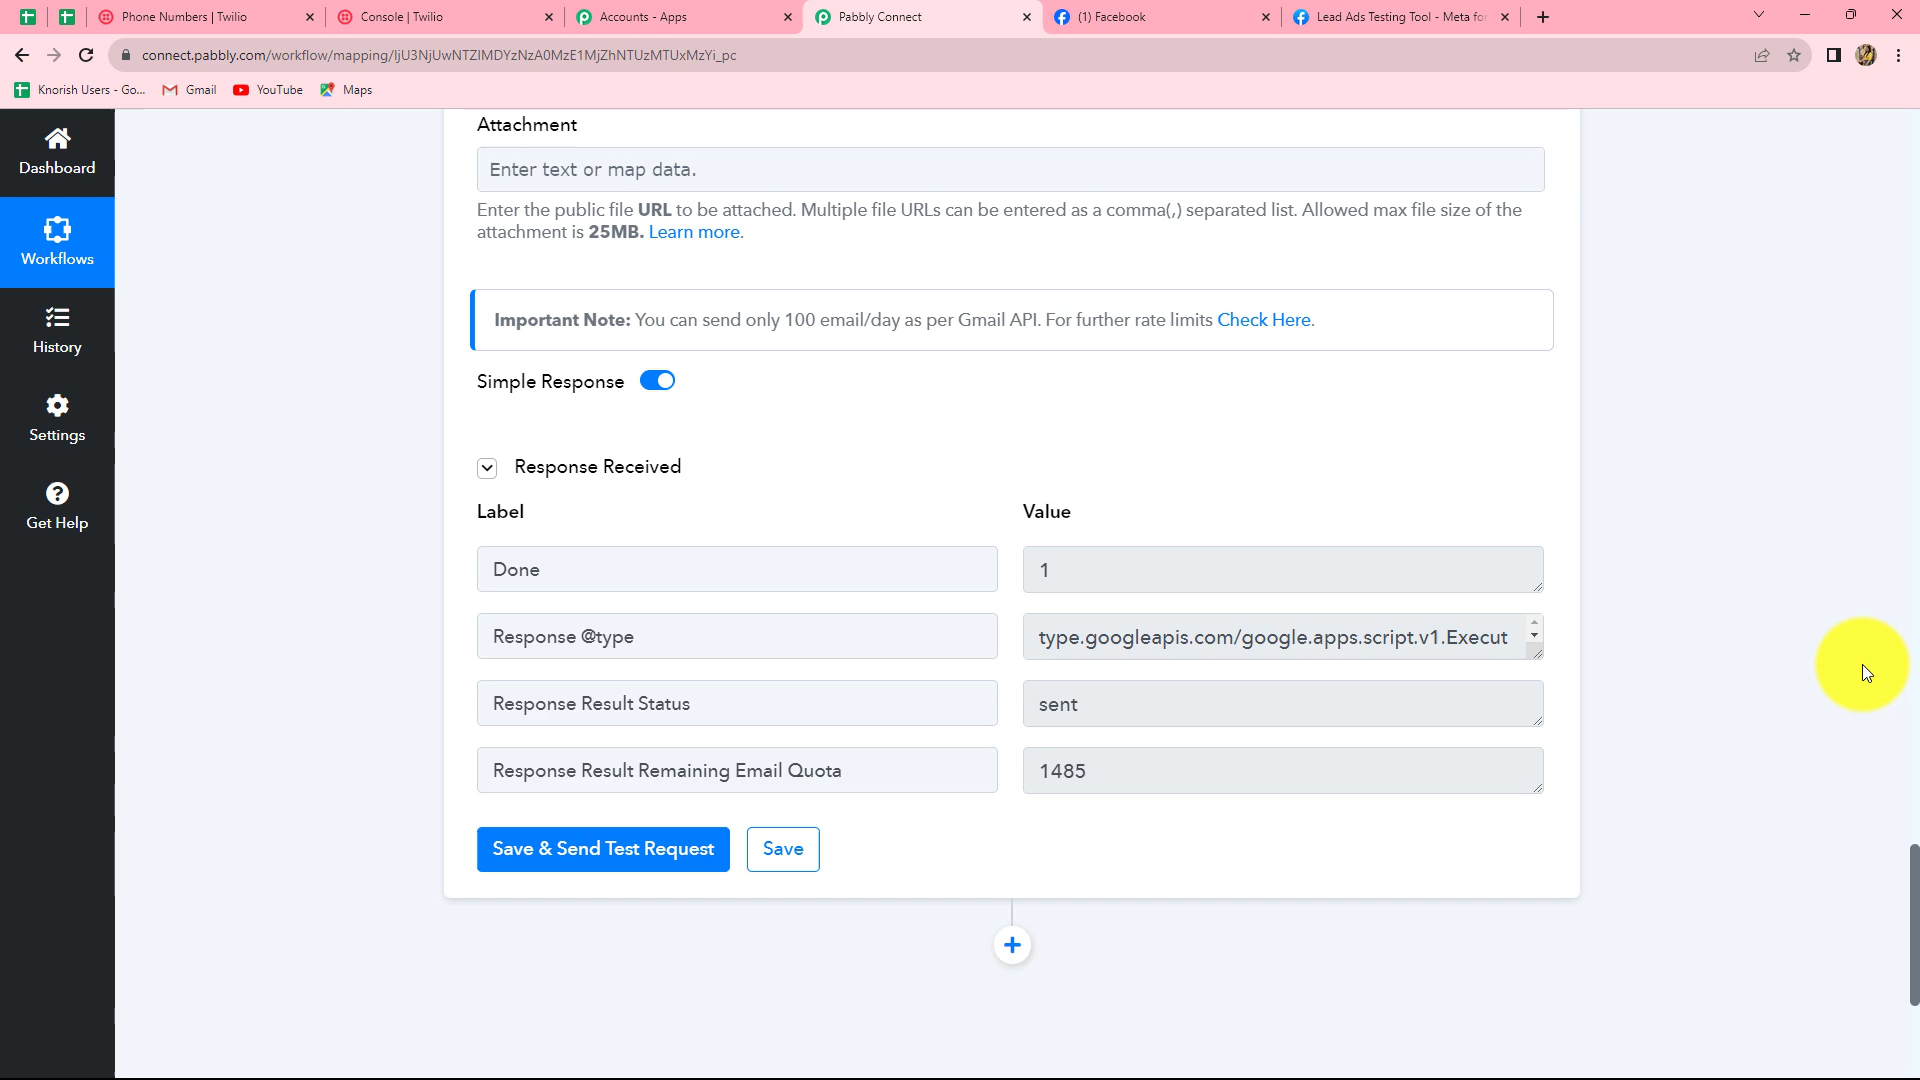 Phone Numbers | Twilio
Console | Twilio
Accounts - Apps
Pabbly Connect
(1) Facebook
Lead Ads Testing Tool - Meta fo
connect.pabbly.com/workflow/mapping/IjU3NjUwNTZlMDYzNzA0MzE1MjZhNTUzMTUxMzYi_pc
Knorish Users - Go...
Gmail
YouTube
Maps
Dashboard
Workflows
History
Settings
Get Help
Attachment
Enter text or map data.
Enter the public file URL to be attached. Multiple file URLs can be entered as a comma(,) separated list. Allowed max file size of the
attachment is 25MB. Learn more.
Important Note: You can send only 100 email/day as per Gmail API. For further rate limits Check Here.
Simple Response
Response Received
Label Value
Done 1
Response @type type.googleapis.com/google.apps.script.v1.Execut
Response Result Status sent
Response Result Remaining Email Quota 1485
Save & Send Test Request Save